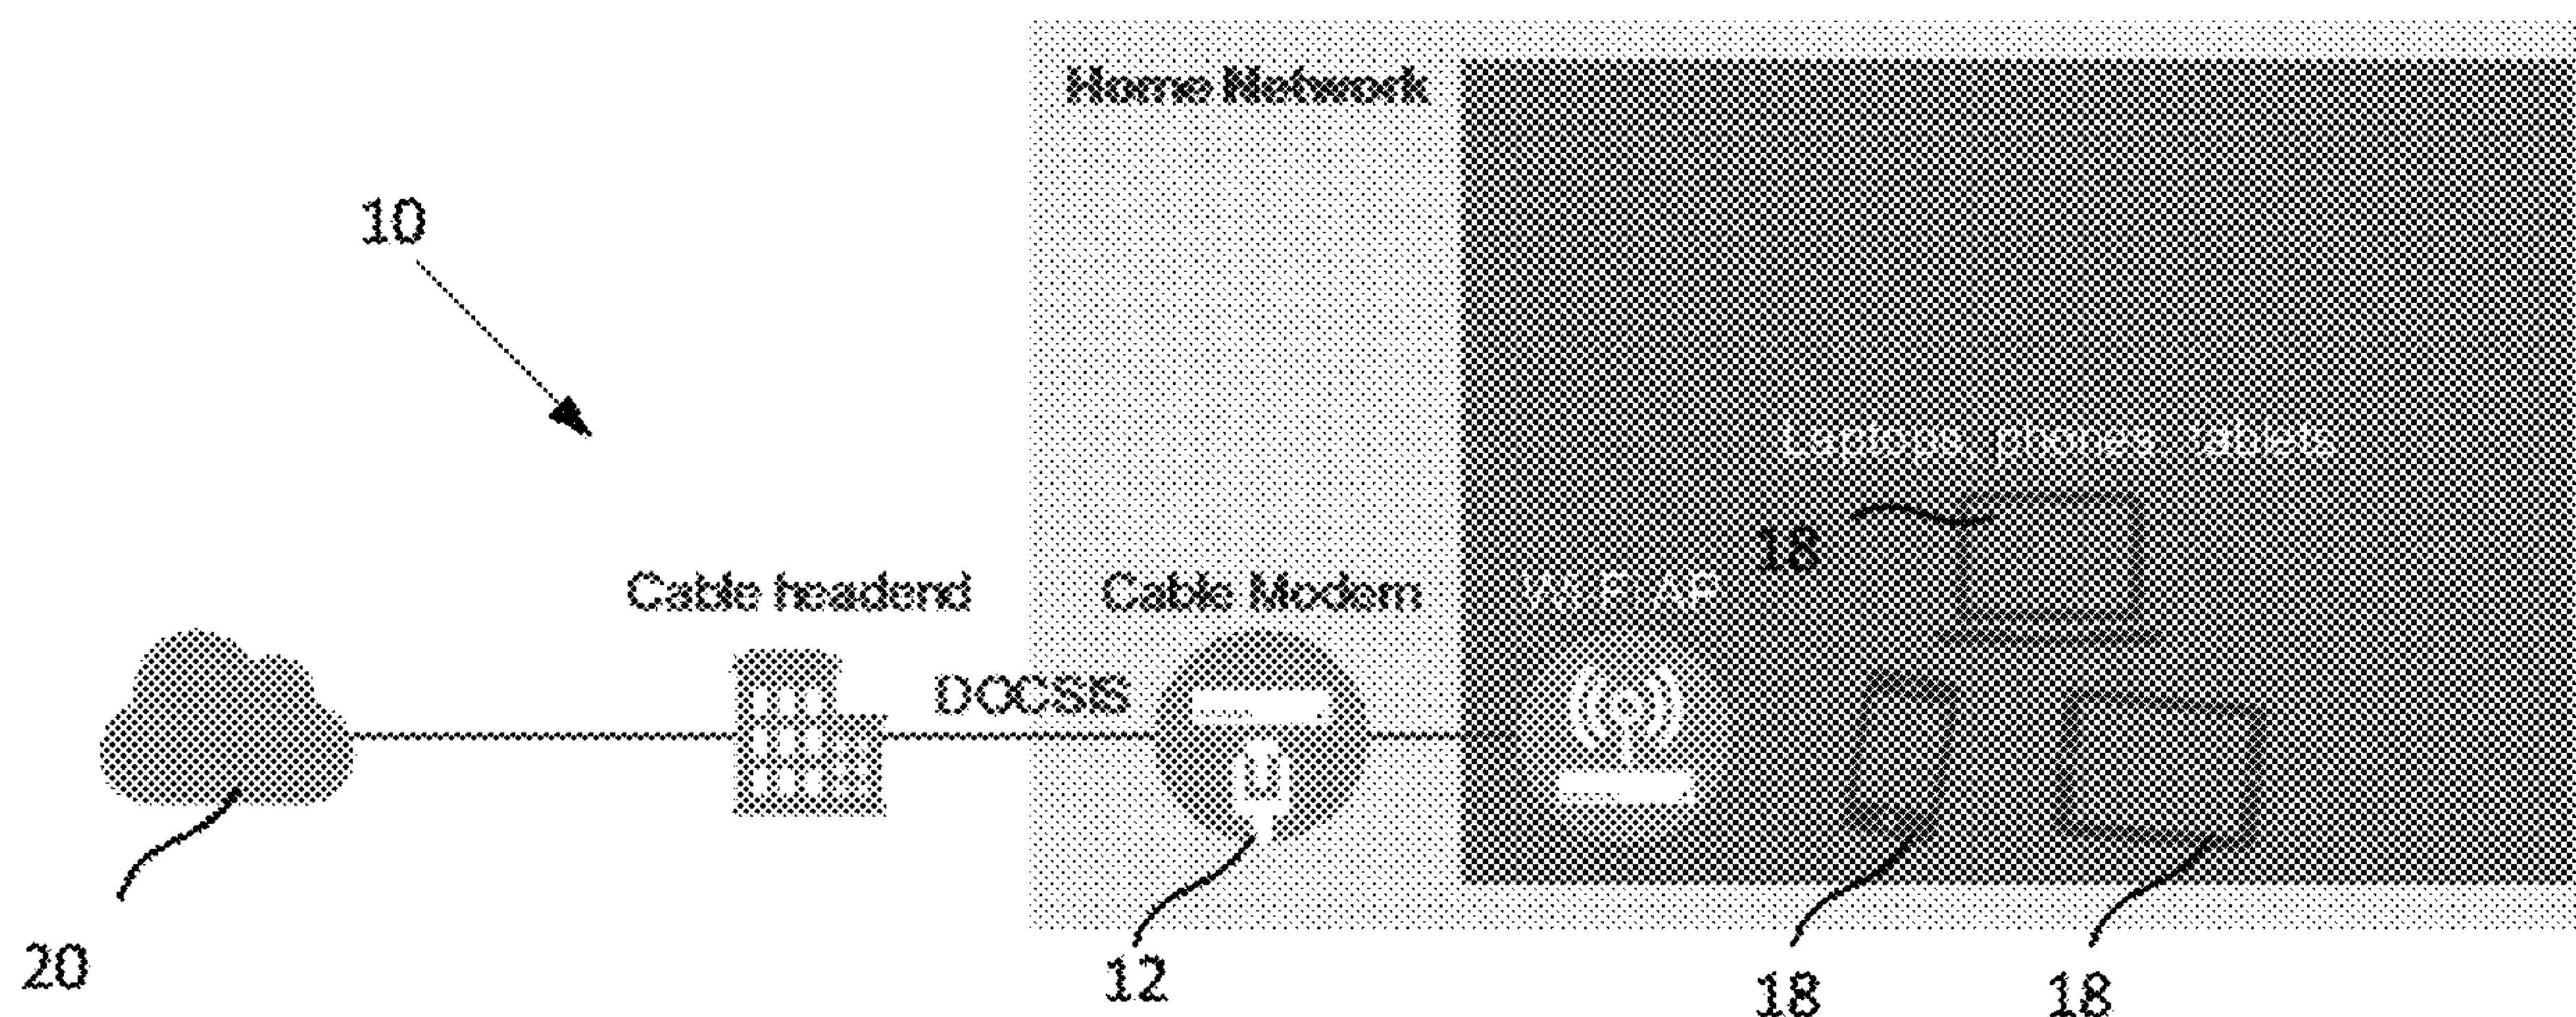 Home Network
10
Laptops, phones, tablets
18
Cable headend
Cable Modem
Wi-Fi AP
DOCSIS
20
12
18
18